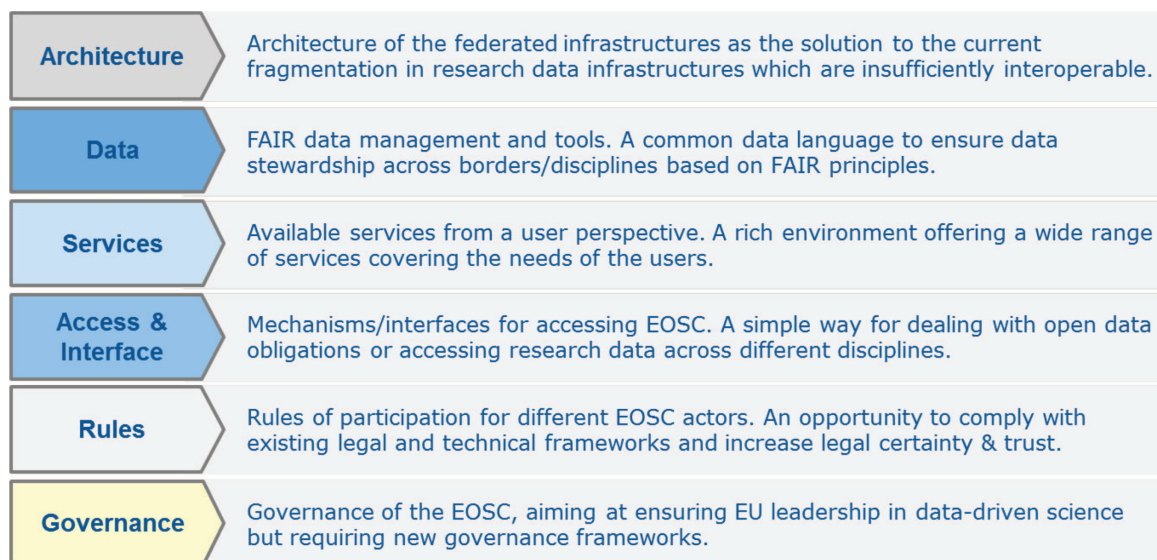 Architecture
Architecture of the federated infrastructures as the solution to the current
fragmentation in research data infrastructures which are insufficiently interoperable.
Data
FAIR data management and tools. A common data language to ensure data
stewardship across borders/disciplines based on FAIR principles.
Services
Available services from a user perspective. A rich environment offering a wide range
of services covering the needs of the users.
Access &
Interface
Mechanisms/interfaces for accessing EOSC. A simple way for dealing with open data
obligations or accessing research data across different disciplines.
Rules
Rules of participation for different EOSC actors. An opportunity to comply with
existing legal and technical frameworks and increase legal certainty & trust.
Governance
Governance of the EOSC, aiming at ensuring EU leadership in data-driven science
but requiring new governance frameworks.